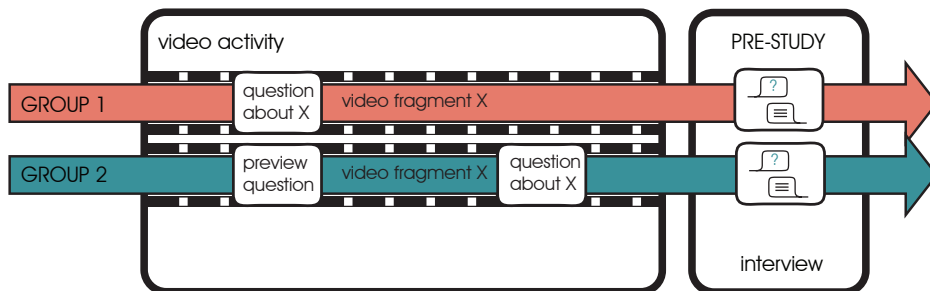 video activity
PRE-STUDY
GROUP 1
question
about X
video fragment X
?
GROUP 2
preview
question
video fragment X
question
about X
?
interview